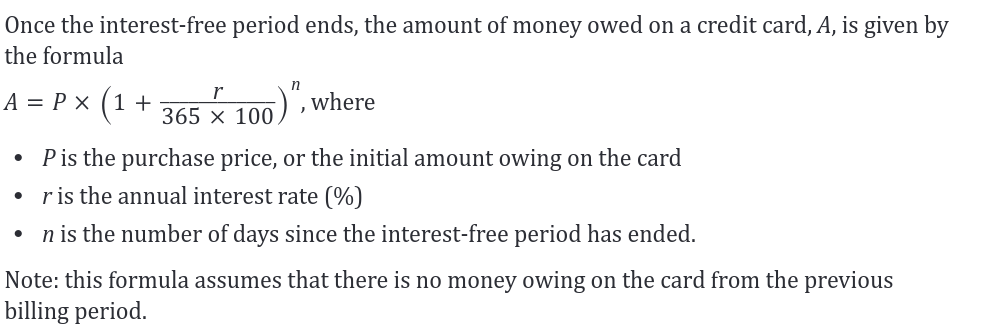 Once the interest-free period ends, the amount of money owed on a credit card, A, is given by
the formula
A = P × (1 + r/(365 × 100))ⁿ, where
• P is the purchase price, or the initial amount owing on the card
• r is the annual interest rate (%)
• n is the number of days since the interest-free period has ended.
Note: this formula assumes that there is no money owing on the card from the previous
billing period.